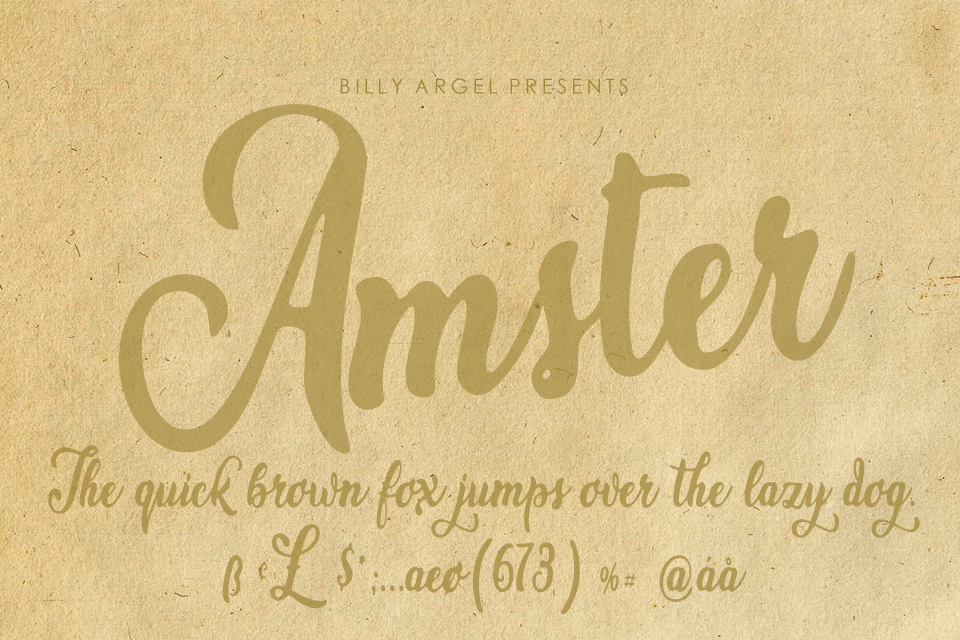 BILLY ARGEL PRESENTS
Amster
The quick brown fox jumps over the lazy dog.
ß ¢ £ $';...aeø(673) %# @áå